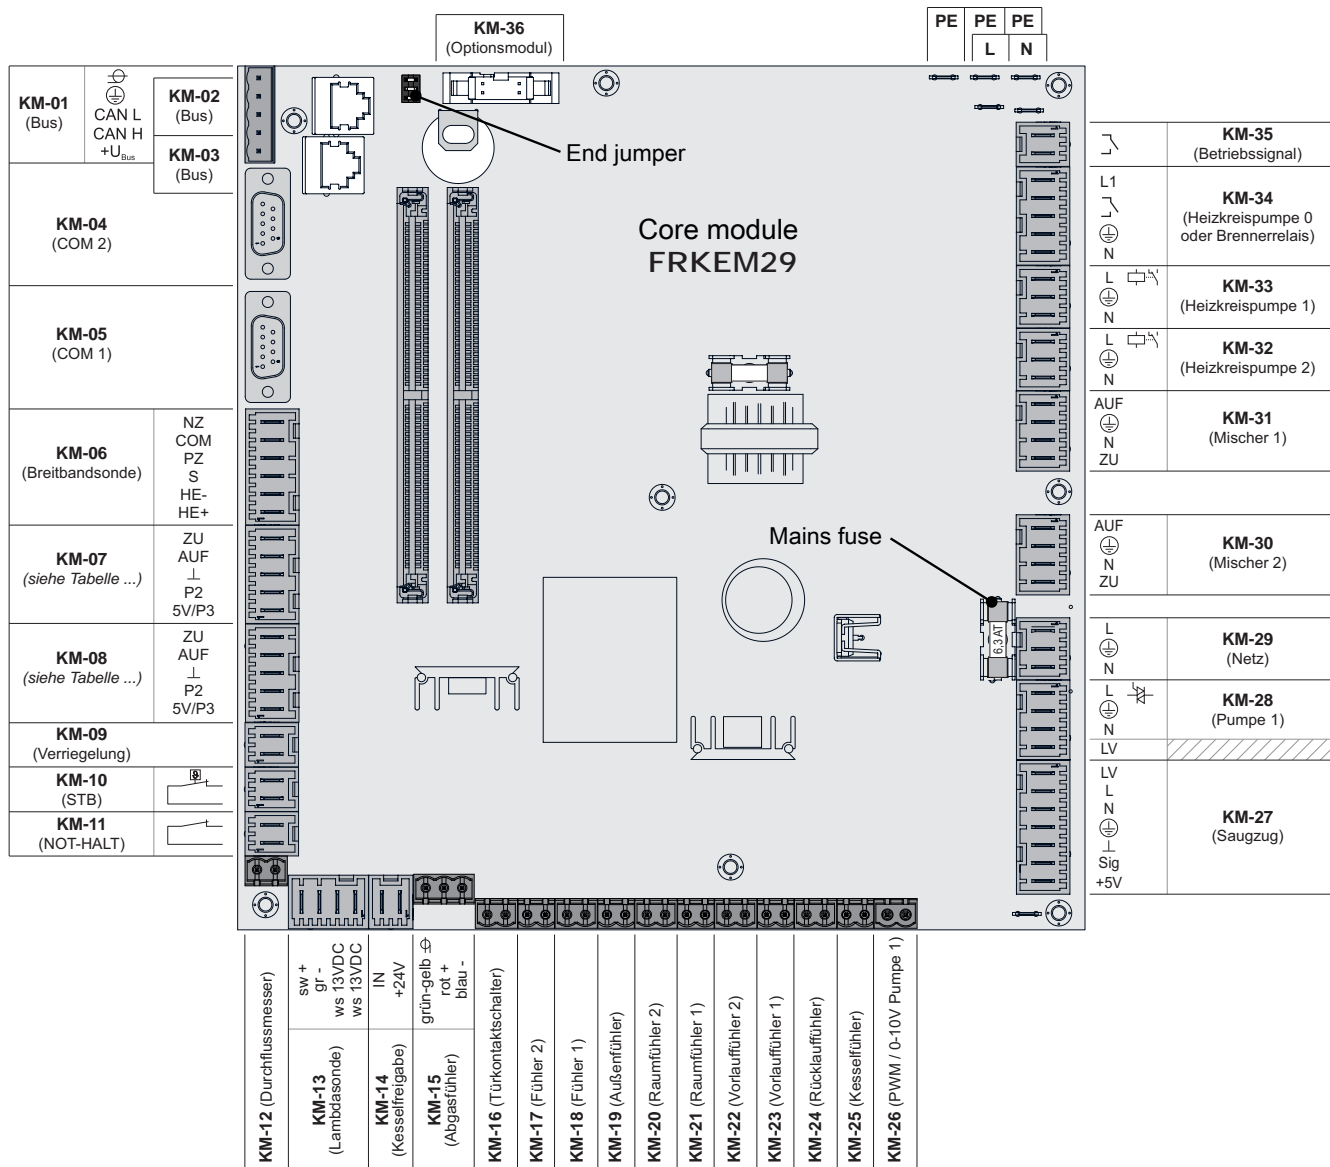 KM-36
(Optionsmodul)
PE PE PE
L N
KM-01
(Bus)
CAN L
CAN H
+U Bus
KM-02
(Bus)
KM-03
(Bus)
KM-04
(COM 2)
KM-05
(COM 1)
KM-06
(Breitbandsonde)
NZ
COM
PZ
S
HE-
HE+
KM-07
(siehe Tabelle ...)
ZU
AUF
P2
5V/P3
KM-08
(siehe Tabelle ...)
ZU
AUF
P2
5V/P3
KM-09
(Verriegelung)
KM-10
(STB)
KM-11
(NOT-HALT)
End jumper
Core module
FRKEM29
Mains fuse
6,3 AT
KM-35
(Betriebssignal)
L1
N
KM-34
(Heizkreispumpe 0
oder Brennerrelais)
L
N
KM-33
(Heizkreispumpe 1)
L
N
KM-32
(Heizkreispumpe 2)
AUF
N
ZU
KM-31
(Mischer 1)
AUF
N
ZU
KM-30
(Mischer 2)
L
N
KM-29
(Netz)
L
N
LV
KM-28
(Pumpe 1)
LV
L
N
Sig
+5V
KM-27
(Saugzug)
KM-12 (Durchflussmesser)
sw +
gr -
ws 13VDC
ws 13VDC
KM-13
(Lambdasonde)
IN
+24V
KM-14
(Kesselfreigabe)
grün-gelb
rot +
blau -
KM-15
(Abgasfühler)
KM-16 (Türkontaktschalter)
KM-17 (Fühler 2)
KM-18 (Fühler 1)
KM-19 (Außenfühler)
KM-20 (Raumfühler 2)
KM-21 (Raumfühler 1)
KM-22 (Vorlauffühler 2)
KM-23 (Vorlauffühler 1)
KM-24 (Rücklauffühler)
KM-25 (Kesselfühler)
KM-26 (PWM / 0-10V Pumpe 1)